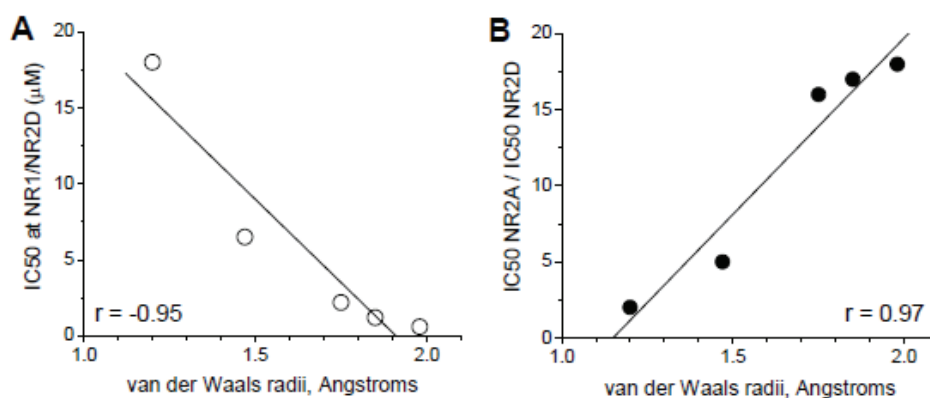 A
IC50 at NR1/NR2D (μM)
20
15
10
5
0
r = -0.95
1.0
1.5
2.0
van der Waals radii, Angstroms
B
IC50 NR2A / IC50 NR2D
20
15
10
5
0
r = 0.97
1.0
1.5
2.0
van der Waals radii, Angstroms